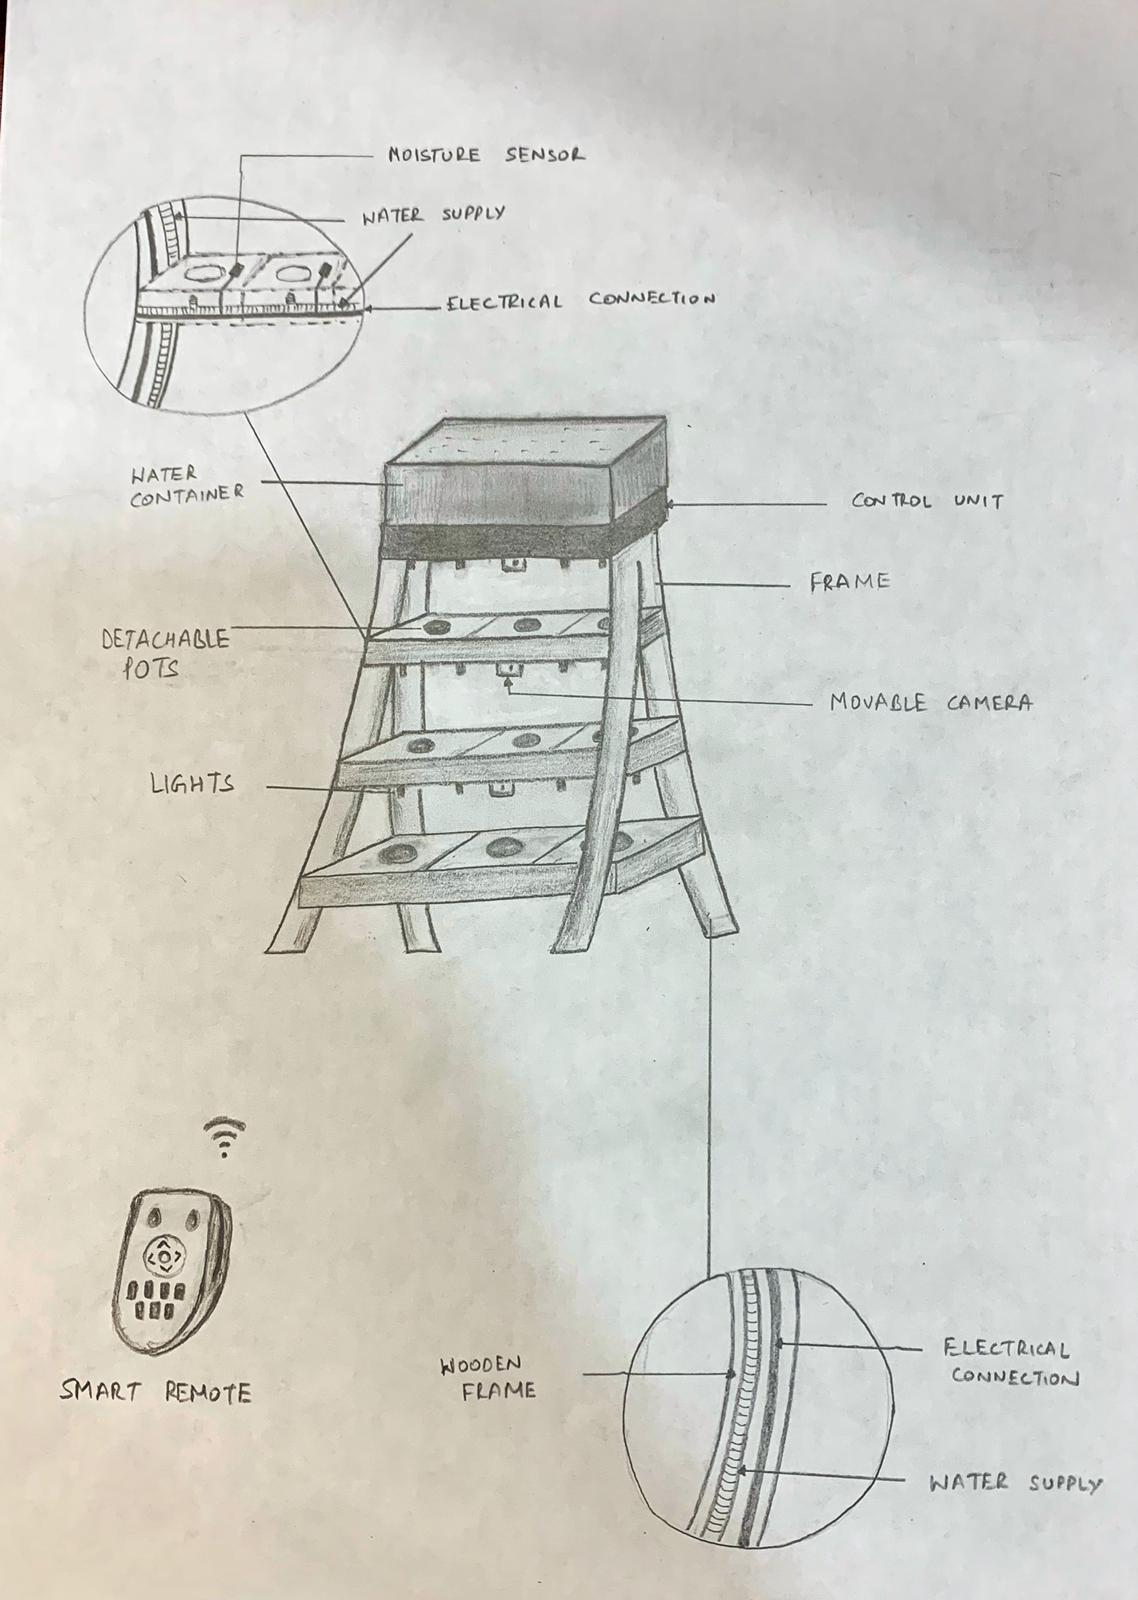 MOISTURE SENSOR
WATER SUPPLY
ELECTRICAL CONNECTION
WATER
CONTAINER
CONTROL UNIT
FRAME
DETACHABLE
POTS
MOVABLE CAMERA
LIGHTS
SMART REMOTE
WOODEN
FRAME
ELECTRICAL
CONNECTION
WATER SUPPLY